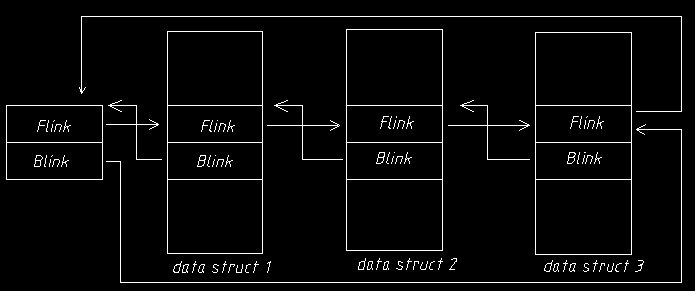 Flink
Blink
Flink
Blink
data struct 1
Flink
Blink
data struct 2
Flink
Blink
data struct 3